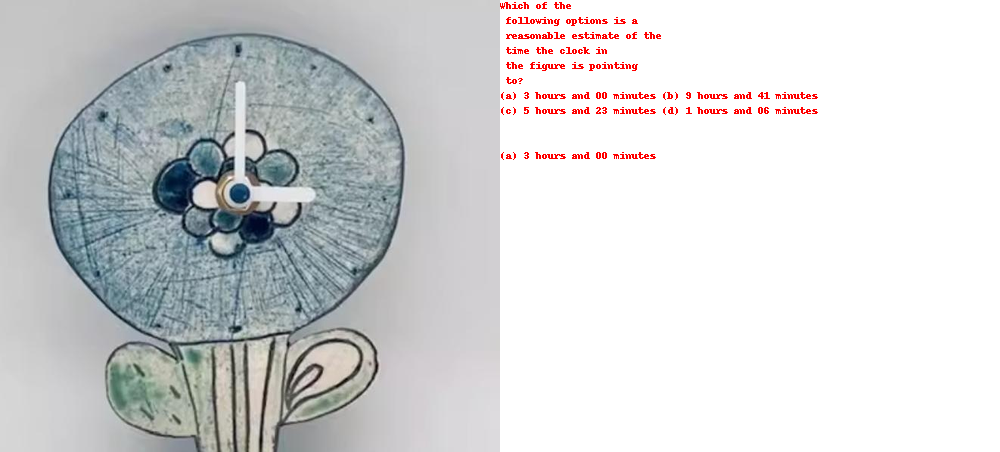 Which of the
following options is a
reasonable estimate of the
time the clock in
the figure is pointing
to?
(a) 3 hours and 00 minutes (b) 9 hours and 41 minutes
(c) 5 hours and 23 minutes (d) 1 hours and 06 minutes
(a) 3 hours and 00 minutes